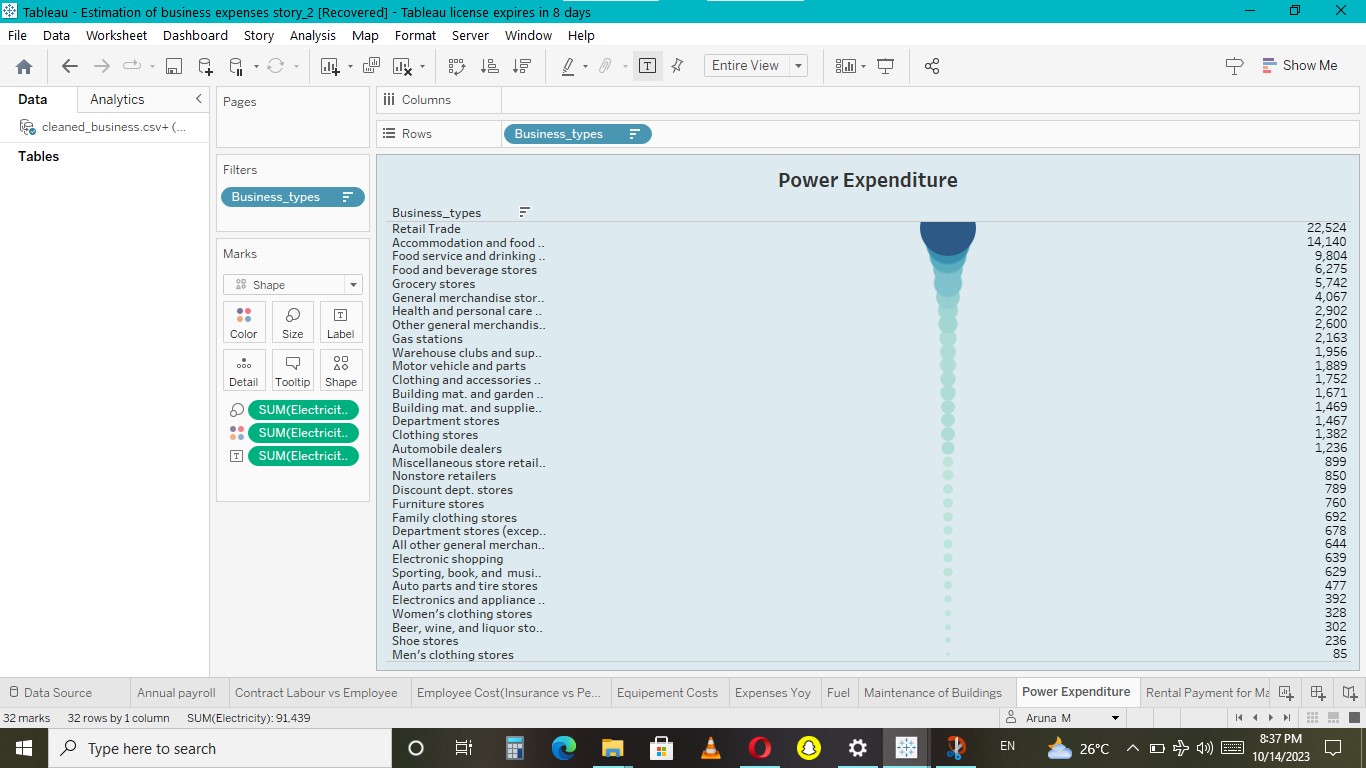 Tableau - Estimation of business expenses story_2 [Recovered] - Tableau license expires in 8 days
File Data Worksheet Dashboard Story Analysis Map Format Server Window Help
Entire View
Show Me
Data Analytics
cleaned_business.csv+ (...
Tables
Pages
Filters
Business_types
Marks
Shape
Color Size Label
Detail Tooltip Shape
SUM(Electricit..
SUM(Electricit..
SUM(Electricit..
Columns
Rows Business_types
Power Expenditure
Business_types
Retail Trade 22,524
Accommodation and food .. 14,140
Food service and drinking .. 9,804
Food and beverage stores 6,275
Grocery stores 5,742
General merchandise stor.. 4,067
Health and personal care .. 2,902
Other general merchandis.. 2,600
Gas stations 2,163
Warehouse clubs and sup.. 1,956
Motor vehicle and parts 1,889
Clothing and accessories .. 1,752
Building mat. and garden .. 1,671
Building mat. and supplie.. 1,469
Department stores 1,467
Clothing stores 1,382
Automobile dealers 1,236
Miscellaneous store retail.. 899
Nonstore retailers 850
Discount dept. stores 789
Furniture stores 760
Family clothing stores 692
Department stores (excep.. 678
All other general merchan.. 644
Electronic shopping 639
Sporting, book, and musi.. 629
Auto parts and tire stores 477
Electronics and appliance .. 392
Women's clothing stores 328
Beer, wine, and liquor sto.. 302
Shoe stores 236
Men's clothing stores 85
Data Source Annual payroll Contract Labour vs Employee Employee Cost(Insurance vs Pe... Equipement Costs Expenses Yoy Fuel Maintenance of Buildings Power Expenditure Rental Payment for Ma
32 marks 32 rows by 1 column SUM(Electricity): 91,439 Aruna M
Type here to search EN 26°C 8:37 PM
10/14/2023